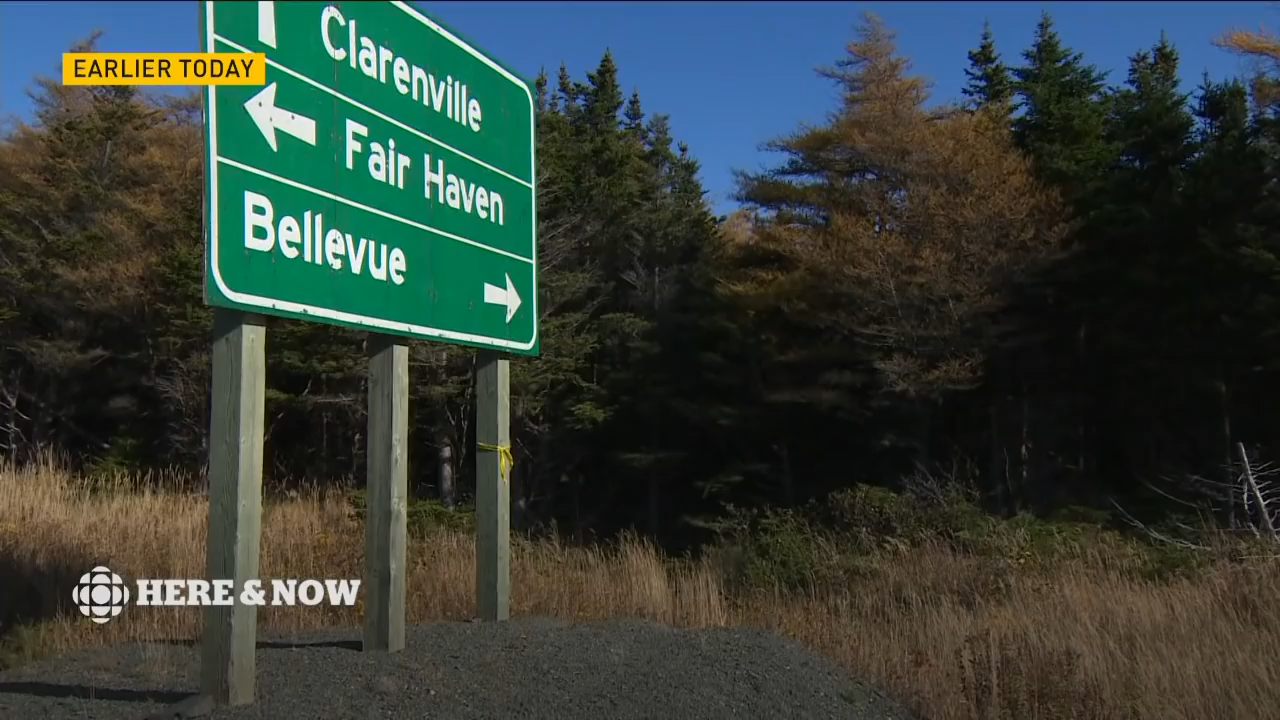 EARLIER TODAY
Clarenville
Fair Haven
Bellevue
HERE & NOW